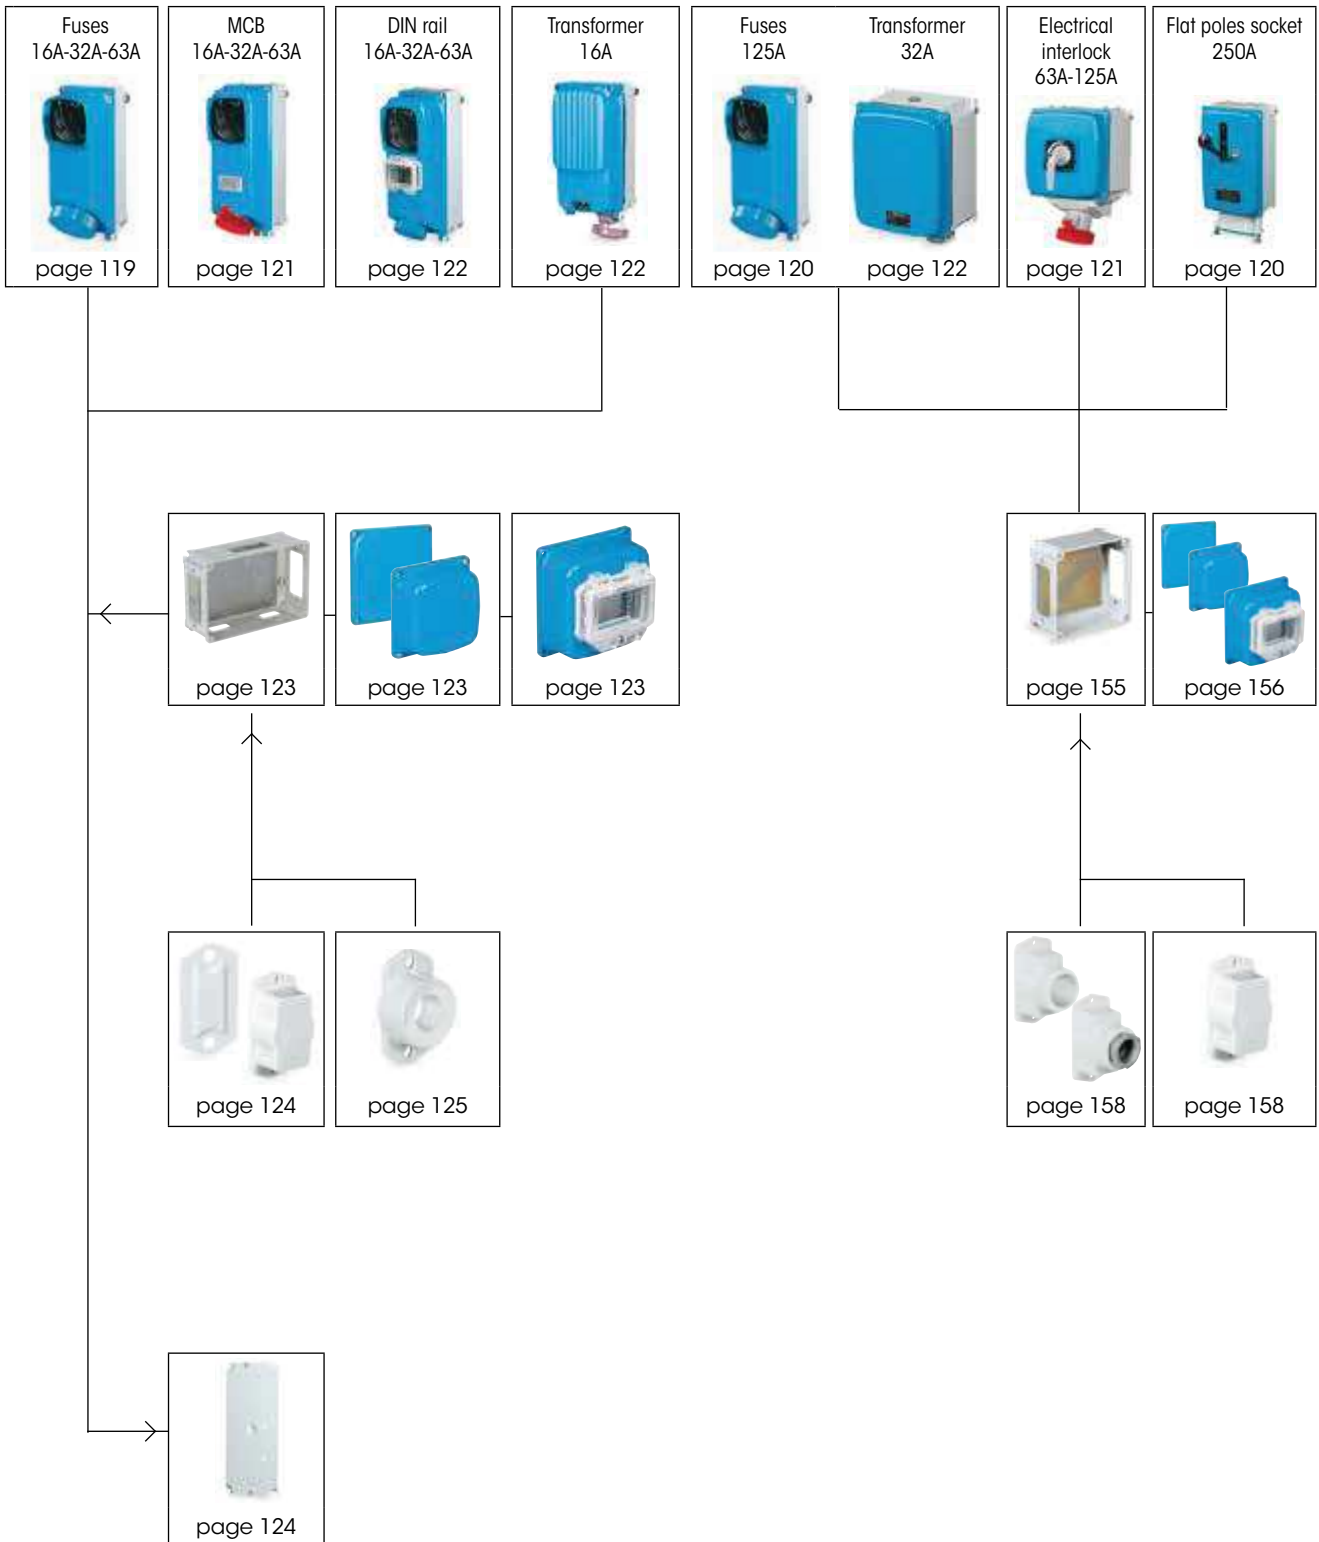 Fuses
16A-32A-63A
page 119
MCB
16A-32A-63A
page 121
DIN rail
16A-32A-63A
page 122
Transformer
16A
page 122
Fuses
125A
page 120
Transformer
32A
page 122
Electrical
interlock
63A-125A
page 121
Flat poles socket
250A
page 120
page 123
page 123
page 123
page 155
page 156
page 124
page 125
page 158
page 158
page 124